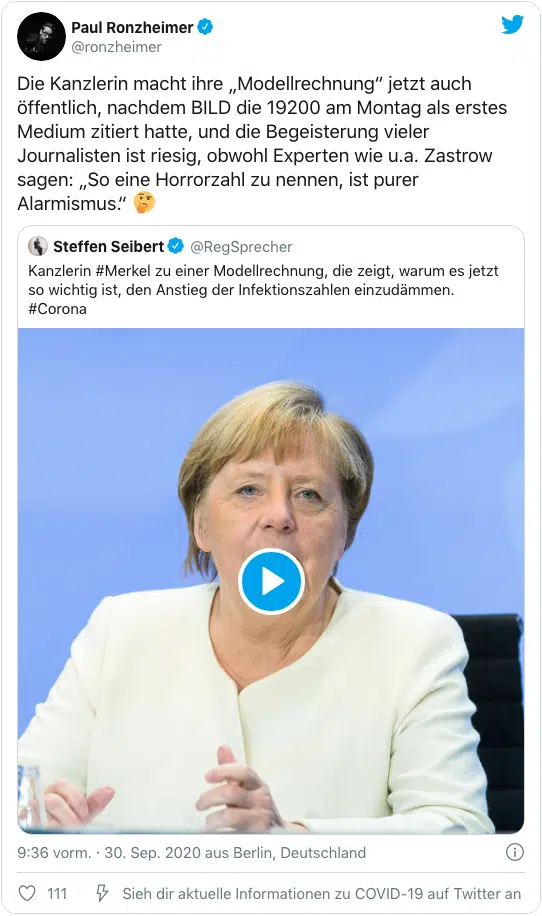 Paul Ronzheimer
@ronzheimer
Die Kanzlerin macht ihre „Modellrechnung“ jetzt auch
öffentlich, nachdem BILD die 19200 am Montag als erstes
Medium zitiert hatte, und die Begeisterung vieler
Journalisten ist riesig, obwohl Experten wie u.a. Zastrow
sagen: „So eine Horrorzahl zu nennen, ist purer
Alarmismus.“ 🤔
Steffen Seibert @RegSprecher
Kanzlerin #Merkel zu einer Modellrechnung, die zeigt, warum es jetzt
so wichtig ist, den Anstieg der Infektionszahlen einzudämmen.
#Corona
9:36 vorm. · 30. Sep. 2020 aus Berlin, Deutschland
111 Sieh dir aktuelle Informationen zu COVID-19 auf Twitter an